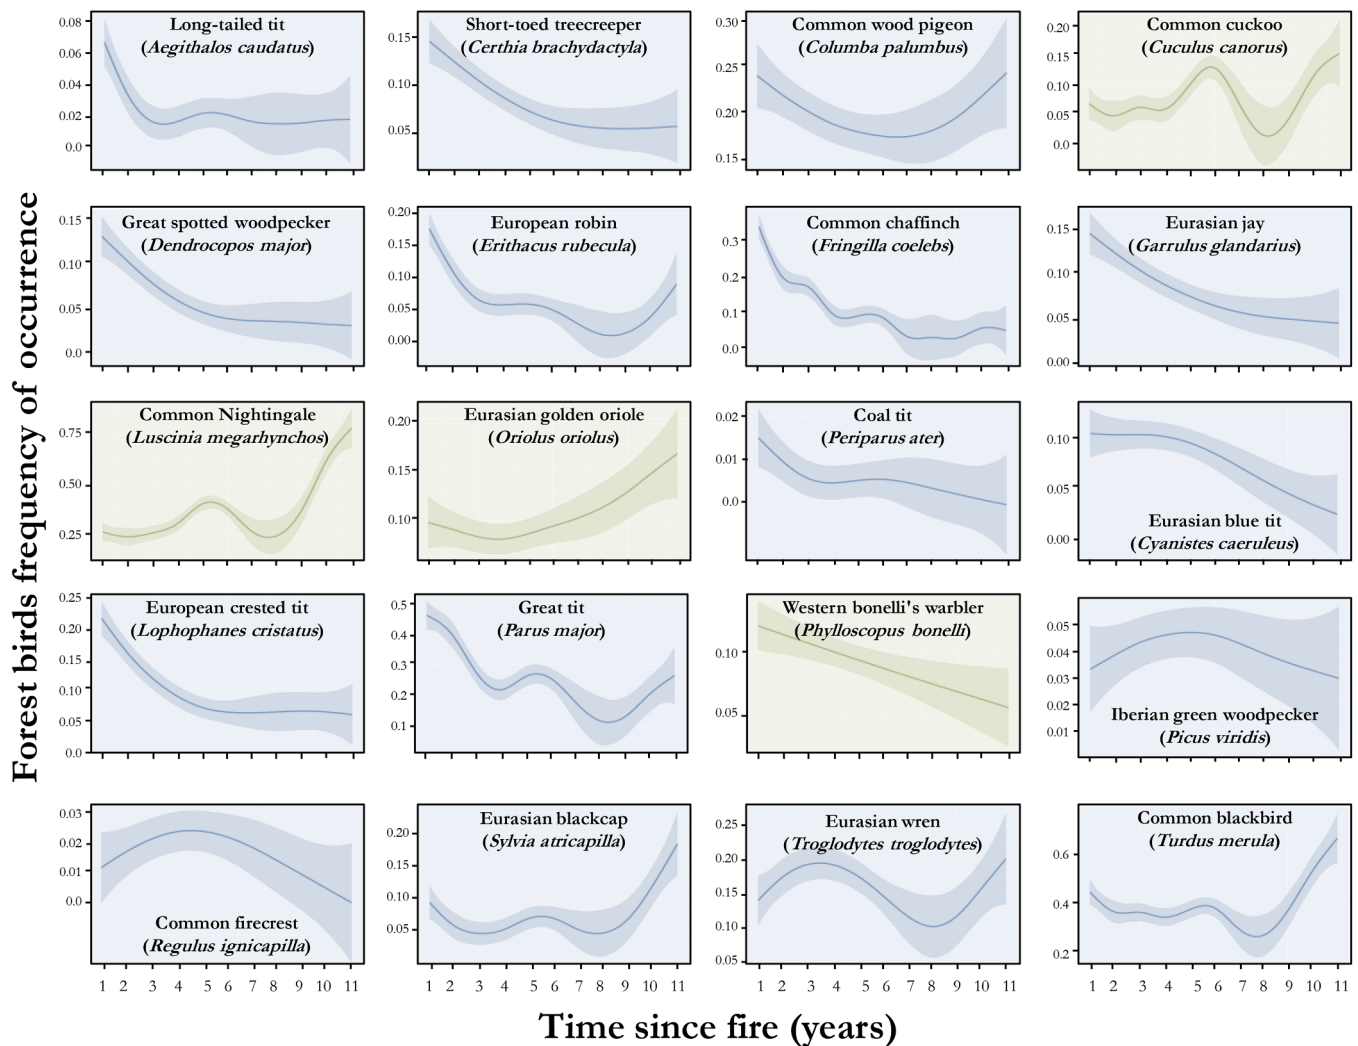 Forest birds frequency of occurrence
Long-tailed tit
(Aegithalos caudatus)
0.08
0.06
0.04
0.02
0.0
Short-toed treecreeper
(Certhia brachydactyla)
0.15
0.10
0.05
Common wood pigeon
(Columba palumbus)
0.30
0.25
0.20
0.15
Common cuckoo
(Cuculus canorus)
0.20
0.15
0.10
0.05
0.0
Great spotted woodpecker
(Dendrocopos major)
0.15
0.10
0.05
0.0
European robin
(Erithacus rubecula)
0.20
0.15
0.10
0.05
0.00
Common chaffinch
(Fringilla coelebs)
0.3
0.2
0.1
0.0
Eurasian jay
(Garrulus glandarius)
0.15
0.10
0.05
0.00
Common Nightingale
(Luscinia megarhynchos)
0.75
0.50
0.25
Eurasian golden oriole
(Oriolus oriolus)
0.20
0.15
0.10
Coal tit
(Periparus ater)
0.02
0.01
0.0
0.10
0.05
0.00
Eurasian blue tit
(Cyanistes caeruleus)
European crested tit
(Lophophanes cristatus)
0.25
0.20
0.15
0.10
0.05
0.0
Great tit
(Parus major)
0.5
0.4
0.3
0.2
0.1
Western bonelli's warbler
(Phylloscopus bonelli)
0.10
0.05
0.05
0.04
0.03
0.02
0.01
Iberian green woodpecker
(Picus viridis)
0.03
0.02
0.01
0.0
Common firecrest
(Regulus ignicapilla)
1 2 3 4 5 6 7 8 9 10 11
Eurasian blackcap
(Sylvia atricapilla)
0.20
0.15
0.10
0.05
1 2 3 4 5 6 7 8 9 10 11
Eurasian wren
(Troglodytes troglodytes)
0.25
0.20
0.15
0.10
0.05
1 2 3 4 5 6 7 8 9 10 11
Common blackbird
(Turdus merula)
0.6
0.4
0.2
1 2 3 4 5 6 7 8 9 10 11
Time since fire (years)